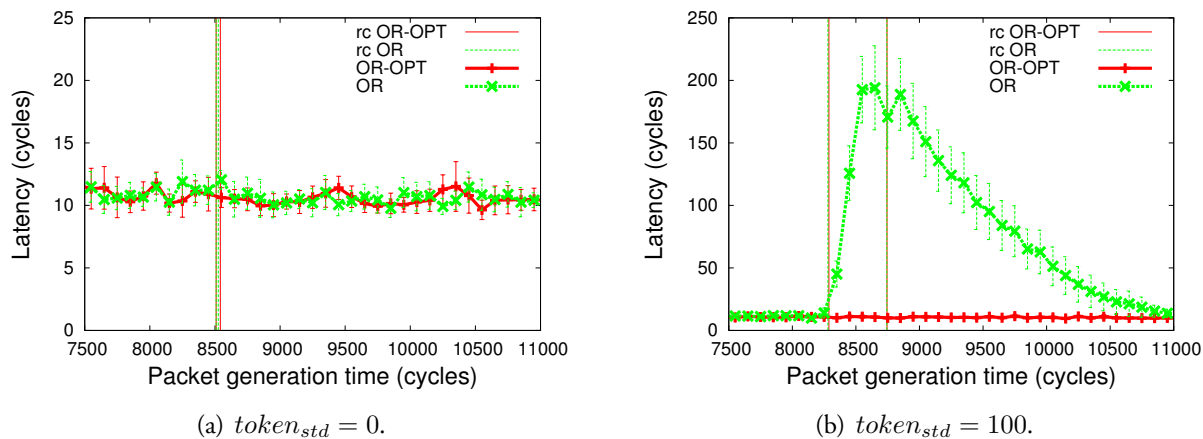 25
20
15
10
5
0
Latency (cycles)
rc OR-OPT
rc OR
OR-OPT
OR
7500 8000 8500 9000 9500 10000 10500 11000
Packet generation time (cycles)
(a) token_std = 0.
250
200
150
100
50
0
Latency (cycles)
rc OR-OPT
rc OR
OR-OPT
OR
7500 8000 8500 9000 9500 10000 10500 11000
Packet generation time (cycles)
(b) token_std = 100.